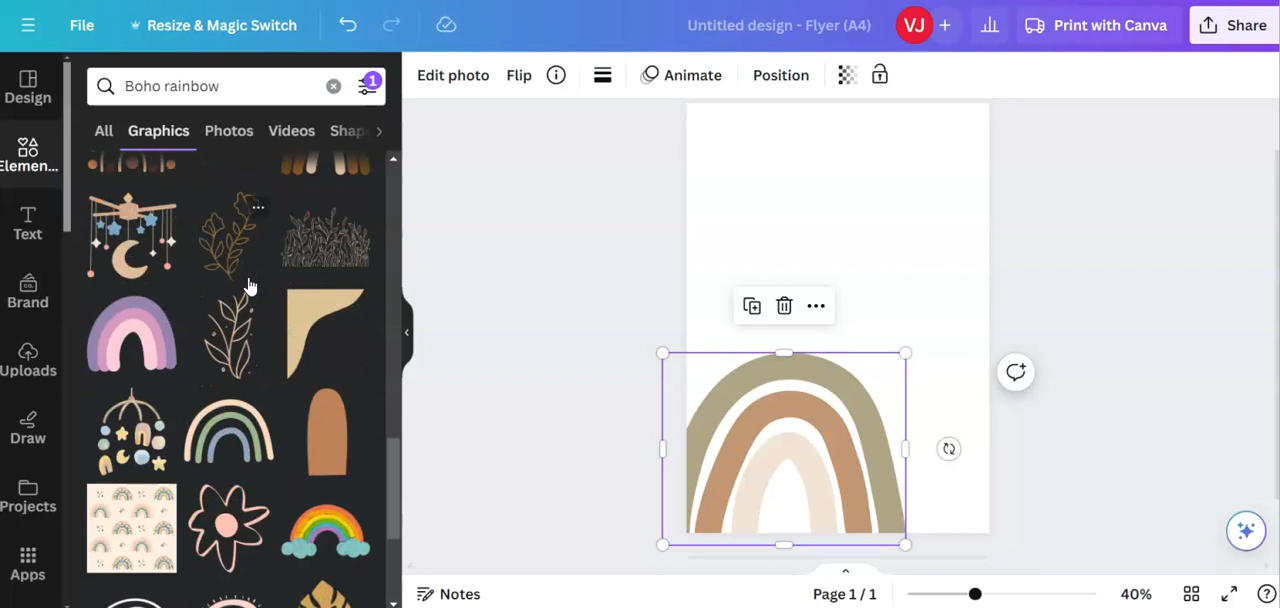 File
Resize & Magic Switch
Untitled design - Flyer (A4)
VJ
+
Print with Canva
Share
Design
Elemen...
Text
Brand
Uploads
Draw
Projects
Apps
Boho rainbow
1
All
Graphics
Photos
Videos
Shap
Edit photo
Flip
Animate
Position
Notes
Page 1 / 1
40%